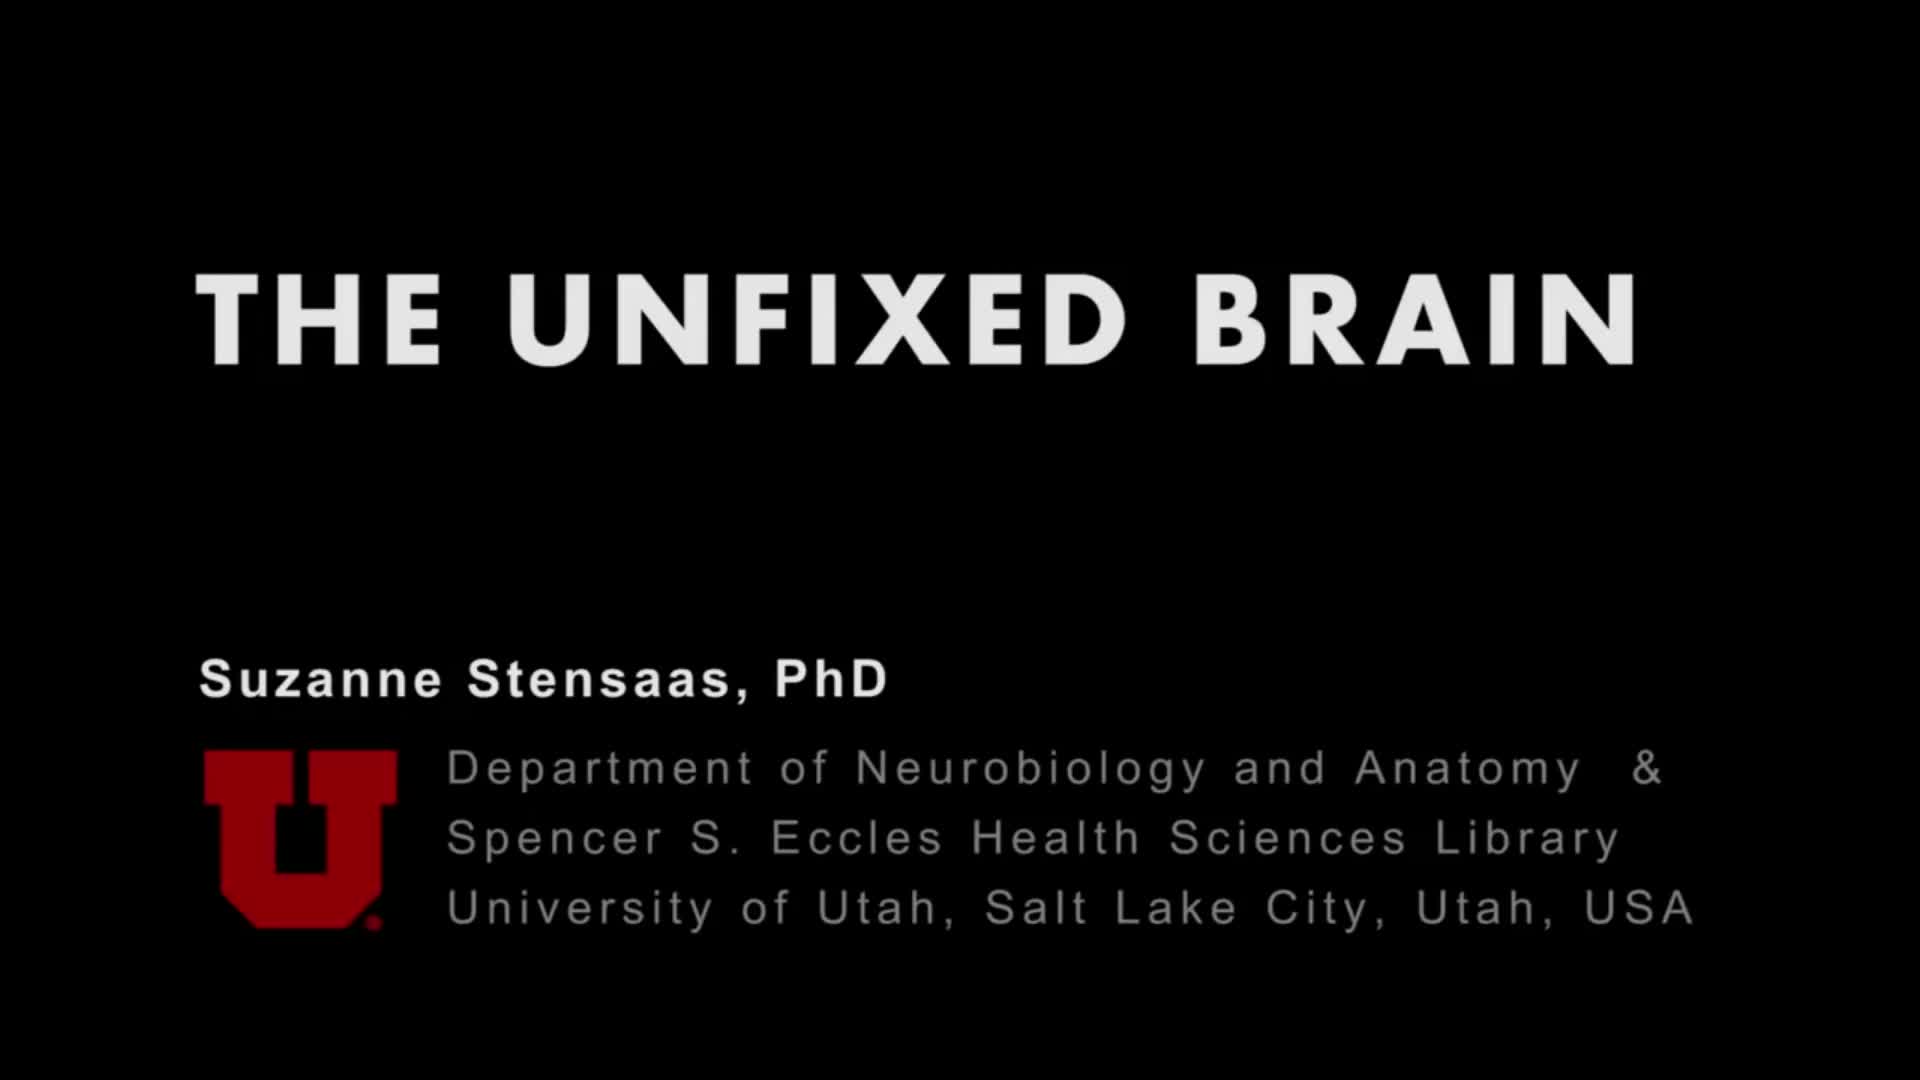 THE UNFIXED BRAIN
Suzanne Stensaas, PhD
U
Department of Neurobiology and Anatomy &
Spencer S. Eccles Health Sciences Library
University of Utah, Salt Lake City, Utah, USA